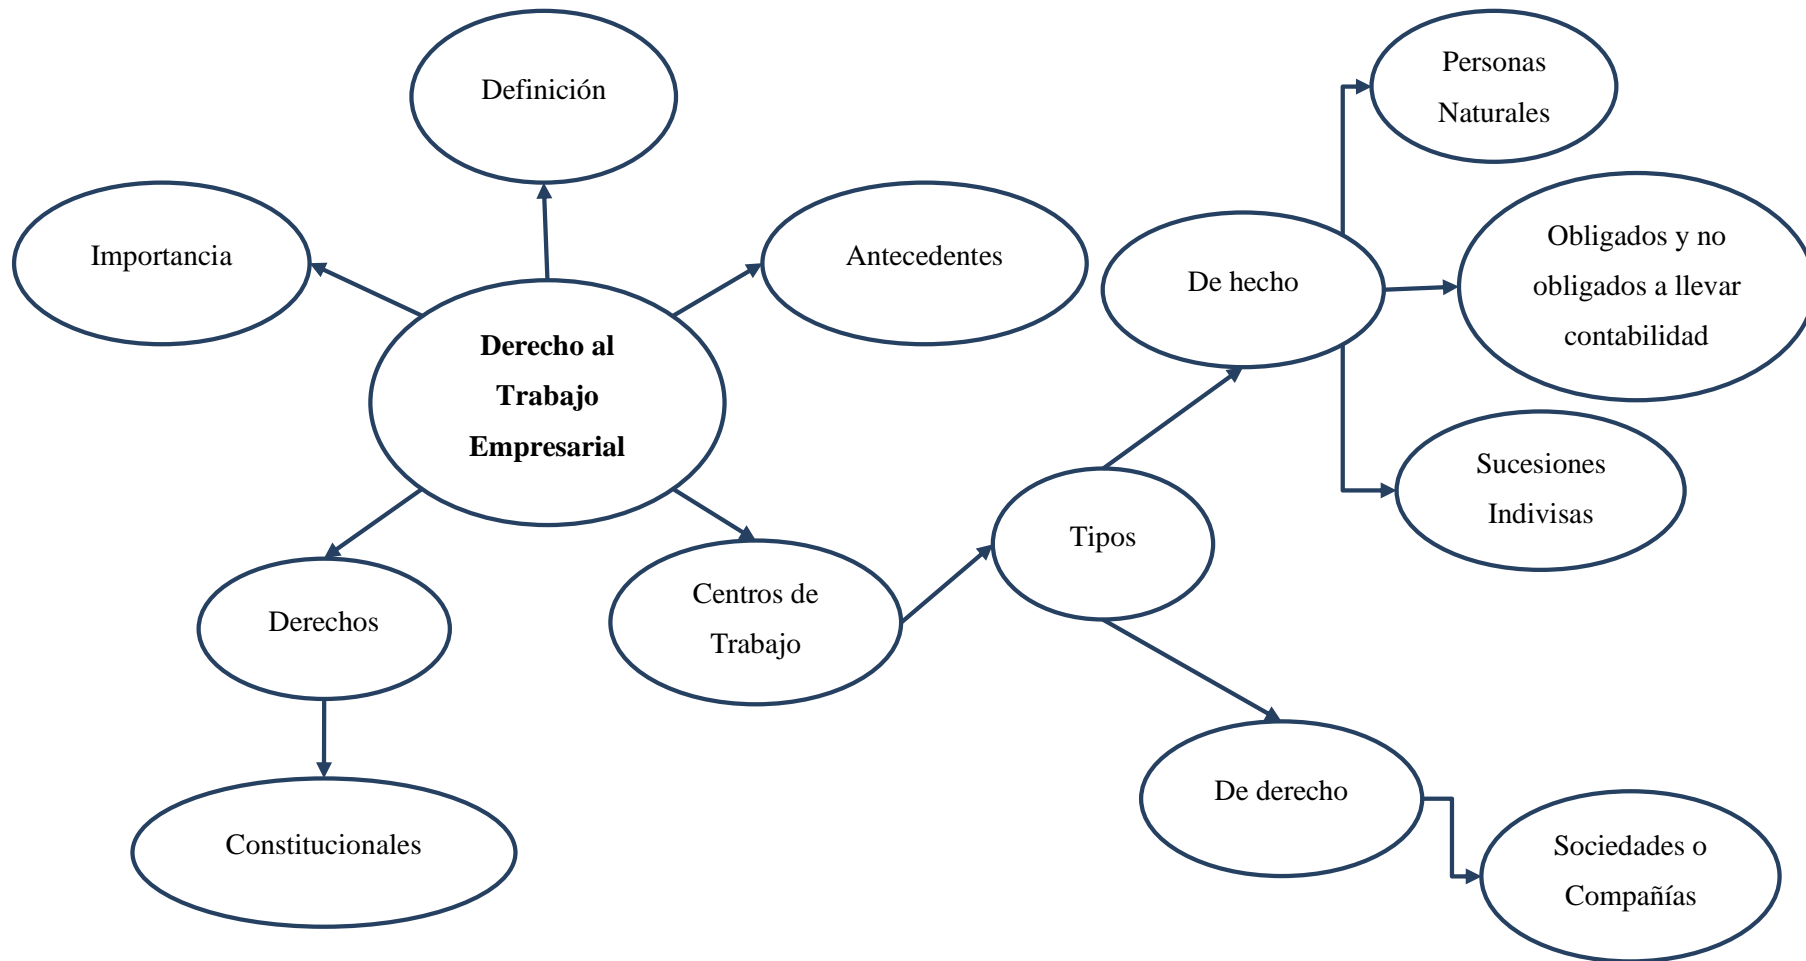 Definición
Personas
Naturales
Importancia
Antecedentes
De hecho
Obligados y no
obligados a llevar
contabilidad
Derecho al
Trabajo
Empresarial
Sucesiones
Indivisas
Tipos
Derechos
Centros de
Trabajo
De derecho
Constitucionales
Sociedades o
Compañías